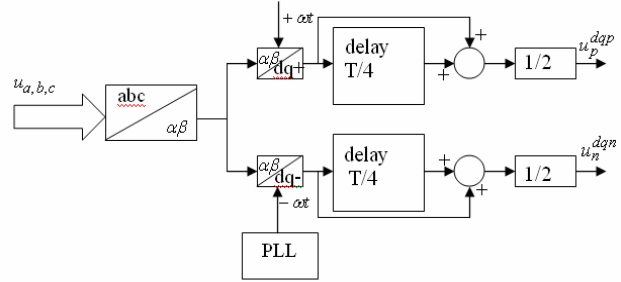 + ωt
u_{a,b,c}
abc
αβ
αβ
dq+
delay
T/4
+
+
1/2
u_p^{dqp}
αβ
dq-
delay
T/4
+
+
1/2
u_n^{dqn}
− ωt
PLL